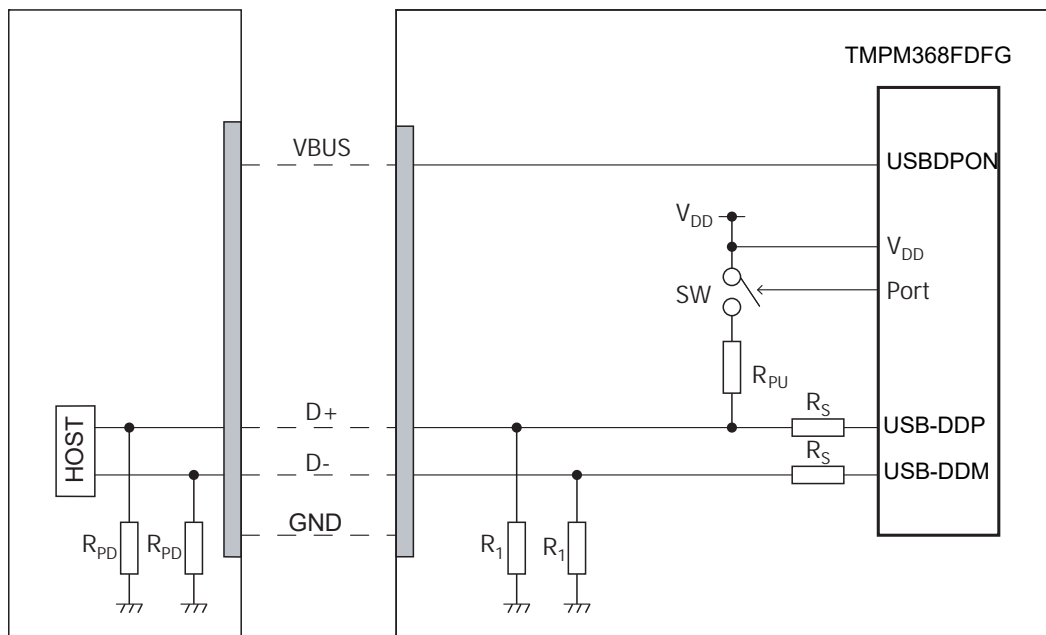 TMPM368FDFG
VBUS
USBDPON
VDD
VDD
SW
Port
RPU
HOST
D+
RS
USB-DDP
D-
RS
USB-DDM
GND
RPD
RPD
R1
R1